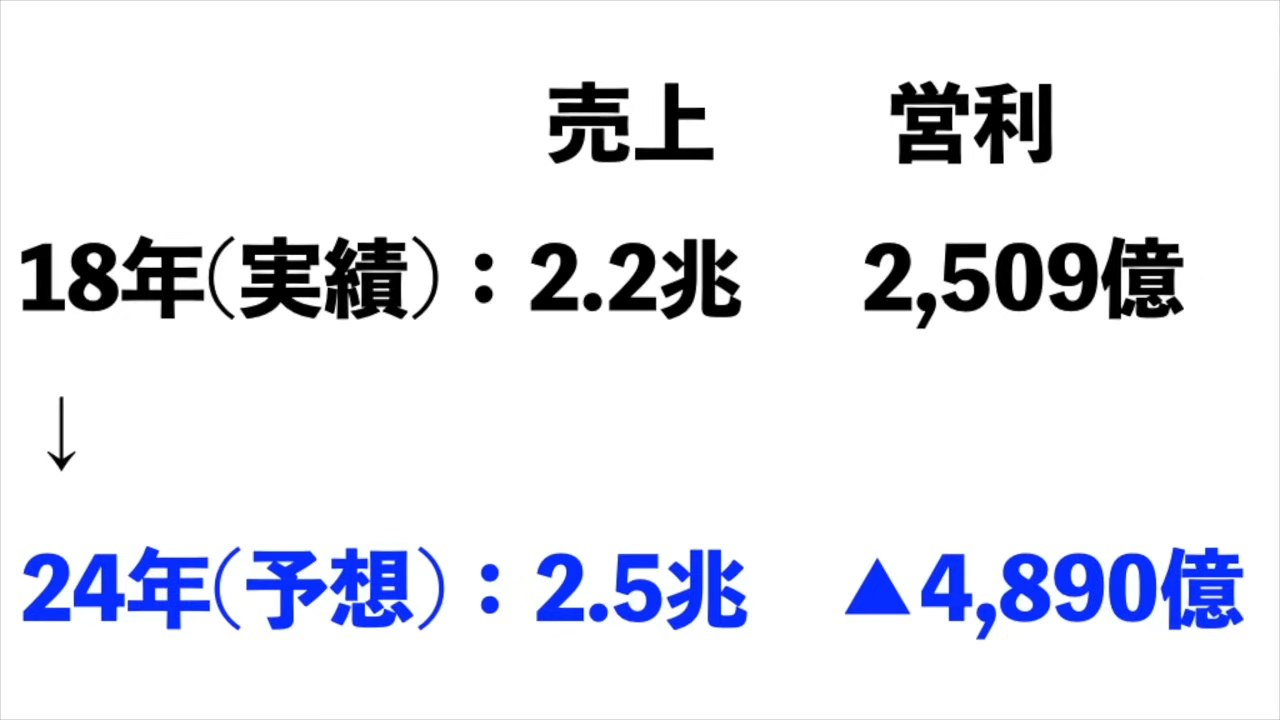 売上 営利
18年(実績):2.2兆 2,509億
↓
24年(予想):2.5兆 ▲4,890億